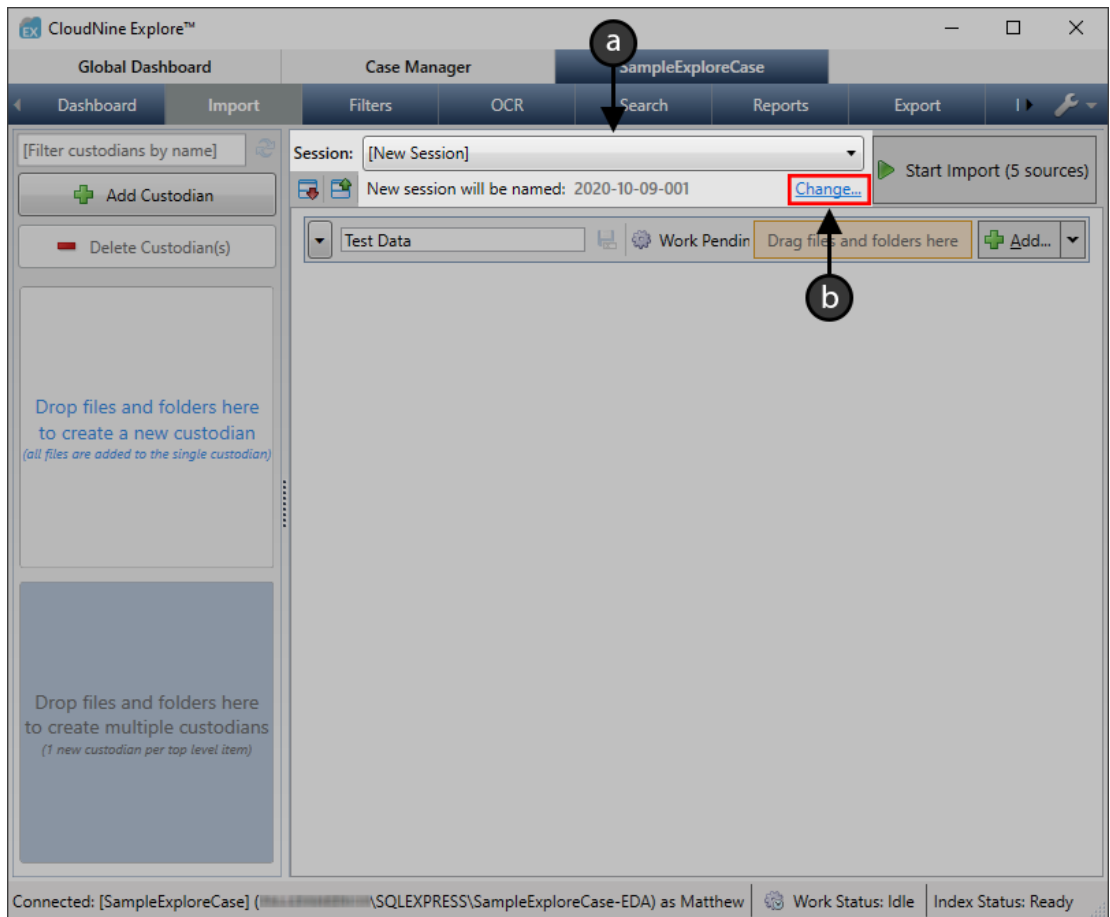 EX CloudNine Explore™
a
Global Dashboard Case Manager SampleExploreCase
Dashboard Import Filters OCR Search Reports Export
[Filter custodians by name]
Add Custodian
Delete Custodian(s)
Drop files and folders here
to create a new custodian
(all files are added to the single custodian)
Drop files and folders here
to create multiple custodians
(1 new custodian per top level item)
Session: [New Session]
New session will be named: 2020-10-09-001 Change...
Start Import (5 sources)
Test Data Work Pendin Drag files and folders here Add...
b
Connected: [SampleExploreCase] ( \SQLEXPRESS\SampleExploreCase-EDA) as Matthew Work Status: Idle Index Status: Ready